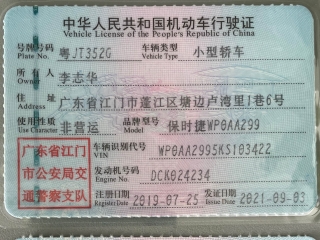 中华人民共和国机动车行驶证
Vehicle License of the People's Republic of China
号牌号码 粤JT352G 车辆类型 小型轿车
Plate No. Vehicle Type
所有人 李志华
Owner
住址 广东省江门市蓬江区塘边卢湾里1巷6号
Address
使用性质 非营运 品牌型号 保时捷WP0AA299
Use Character Model
广东省江门市公安局交通警察支队
车辆识别代号 WP0AA2995KS103422
VIN
发动机号码 DCK024234
Engine No.
注册日期 2019-07-25 发证日期 2021-09-03
Register Date Issue Date